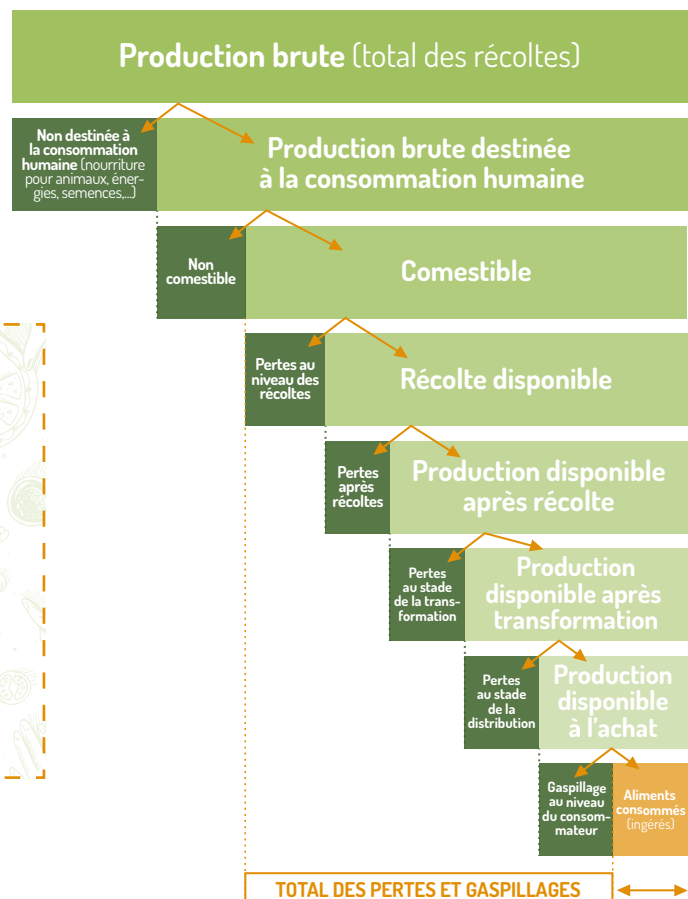 Production brute (total des récoltes)
Non destinée à
la consommation
humaine (nourriture
pour animaux, éner-
gies, semences,...)
Production brute destinée
à la consommation humaine
Non
comestible
Comestible
Pertes au
niveau des
récoltes
Récolte disponible
Pertes
après
récoltes
Production disponible
après récolte
Pertes
au stade
de la trans-
formation
Production
disponible après
transformation
Pertes
au stade
de la
distribution
Production
disponible
à l'achat
Gaspillage
au niveau
du consom-
mateur
Aliments
consommés
(ingérés)
TOTAL DES PERTES ET GASPILLAGES